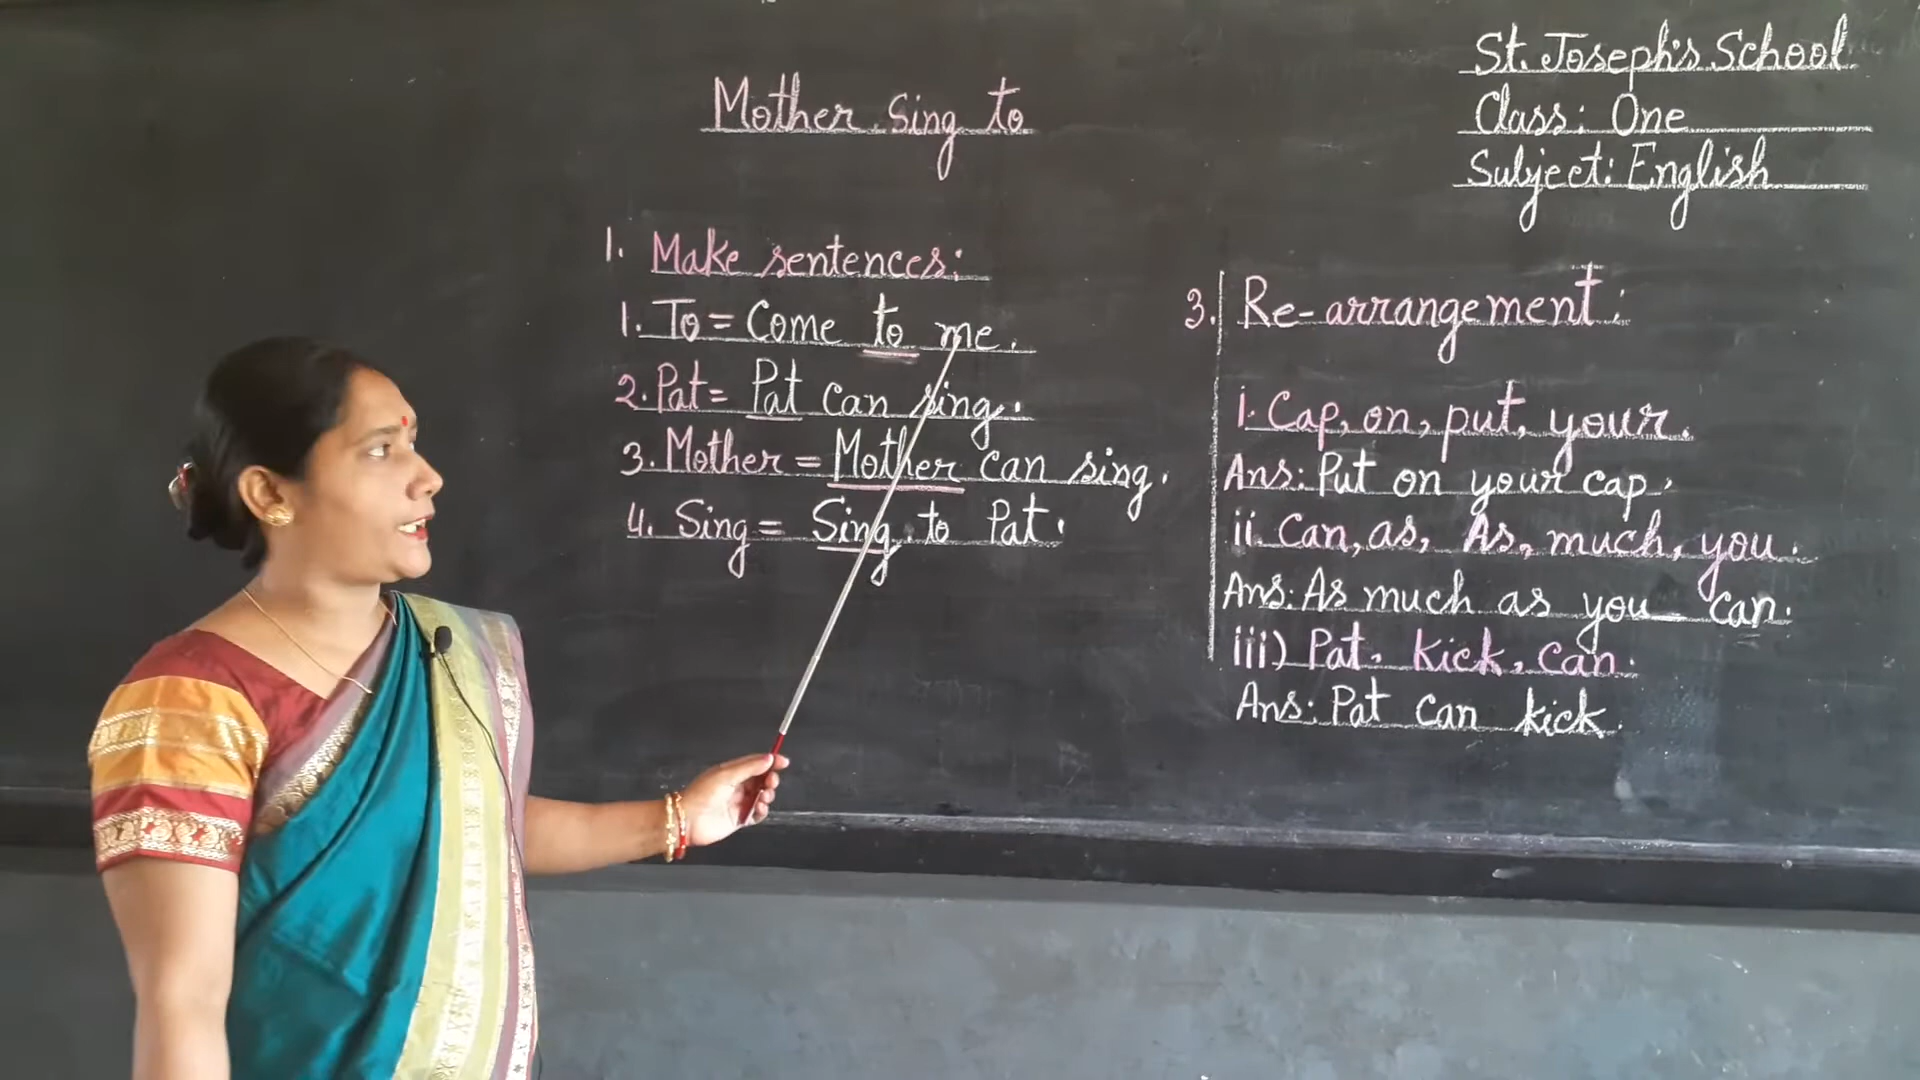 Mother Sing to
St. Joseph's School
Class: One
Subject: English
1. Make sentences:
1. To = Come to me.
2. Pat = Pat can sing.
3. Mother = Mother can sing.
4. Sing = Sing to Pat.
3. Re-arrangement:
i. Cap, on, put, your.
Ans: Put on your cap.
ii. Can, as, As, much, you.
Ans: As much as you can.
iii) Pat, kick, can.
Ans: Pat can kick.